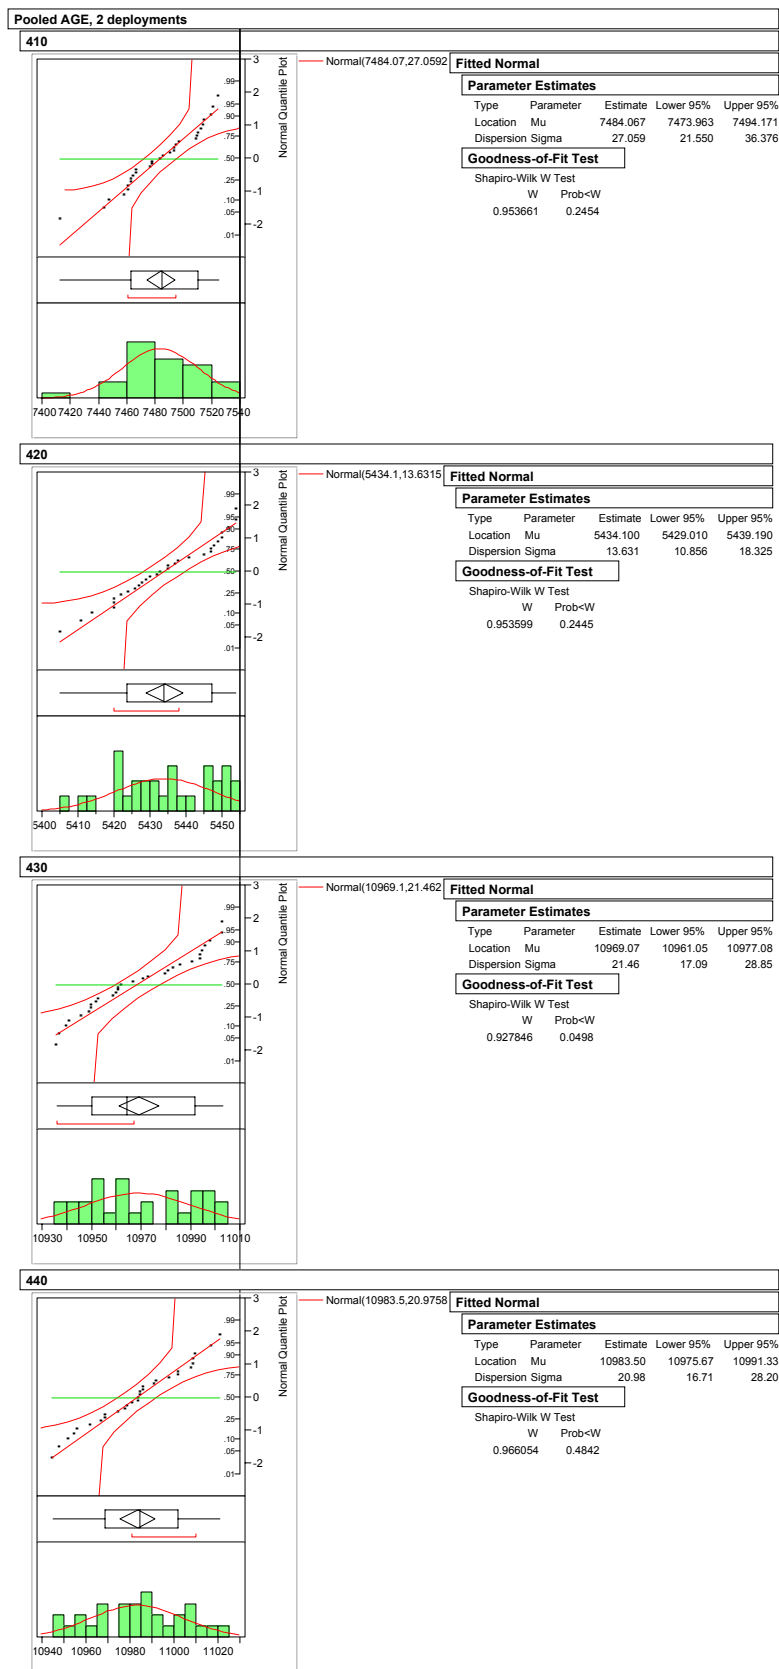 Pooled AGE, 2 deployments
410
3
.99
2
.95
.90
1
.75
.50
0
.25
-1
.10
.05
-2
.01
Normal Quantile Plot
7400 7420 7440 7460 7480 7500 7520 7540
Normal(7484.07,27.0592
Fitted Normal
Parameter Estimates
Type Parameter Estimate Lower 95% Upper 95%
Location Mu 7484.067 7473.963 7494.171
Dispersion Sigma 27.059 21.550 36.376
Goodness-of-Fit Test
Shapiro-Wilk W Test
W Prob<W
0.953661 0.2454
420
3
.99
2
.95
.90
1
.75
.50
0
.25
-1
.10
.05
-2
.01
Normal Quantile Plot
5400 5410 5420 5430 5440 5450
Normal(5434.1,13.6315
Fitted Normal
Parameter Estimates
Type Parameter Estimate Lower 95% Upper 95%
Location Mu 5434.100 5429.010 5439.190
Dispersion Sigma 13.631 10.856 18.325
Goodness-of-Fit Test
Shapiro-Wilk W Test
W Prob<W
0.953599 0.2445
430
3
.99
2
.95
.90
1
.75
.50
0
.25
-1
.10
.05
-2
.01
Normal Quantile Plot
10930 10950 10970 10990 11010
Normal(10969.1,21.462
Fitted Normal
Parameter Estimates
Type Parameter Estimate Lower 95% Upper 95%
Location Mu 10969.07 10961.05 10977.08
Dispersion Sigma 21.46 17.09 28.85
Goodness-of-Fit Test
Shapiro-Wilk W Test
W Prob<W
0.927846 0.0498
440
3
.99
2
.95
.90
1
.75
.50
0
.25
-1
.10
.05
-2
.01
Normal Quantile Plot
10940 10960 10980 11000 11020
Normal(10983.5,20.9758
Fitted Normal
Parameter Estimates
Type Parameter Estimate Lower 95% Upper 95%
Location Mu 10983.50 10975.67 10991.33
Dispersion Sigma 20.98 16.71 28.20
Goodness-of-Fit Test
Shapiro-Wilk W Test
W Prob<W
0.966054 0.4842